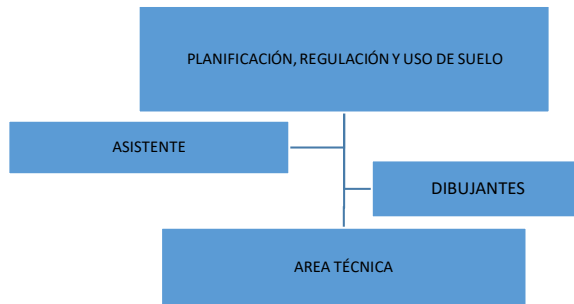 PLANIFICACIÓN, REGULACIÓN Y USO DE SUELO
ASISTENTE
DIBUJANTES
AREA TÉCNICA